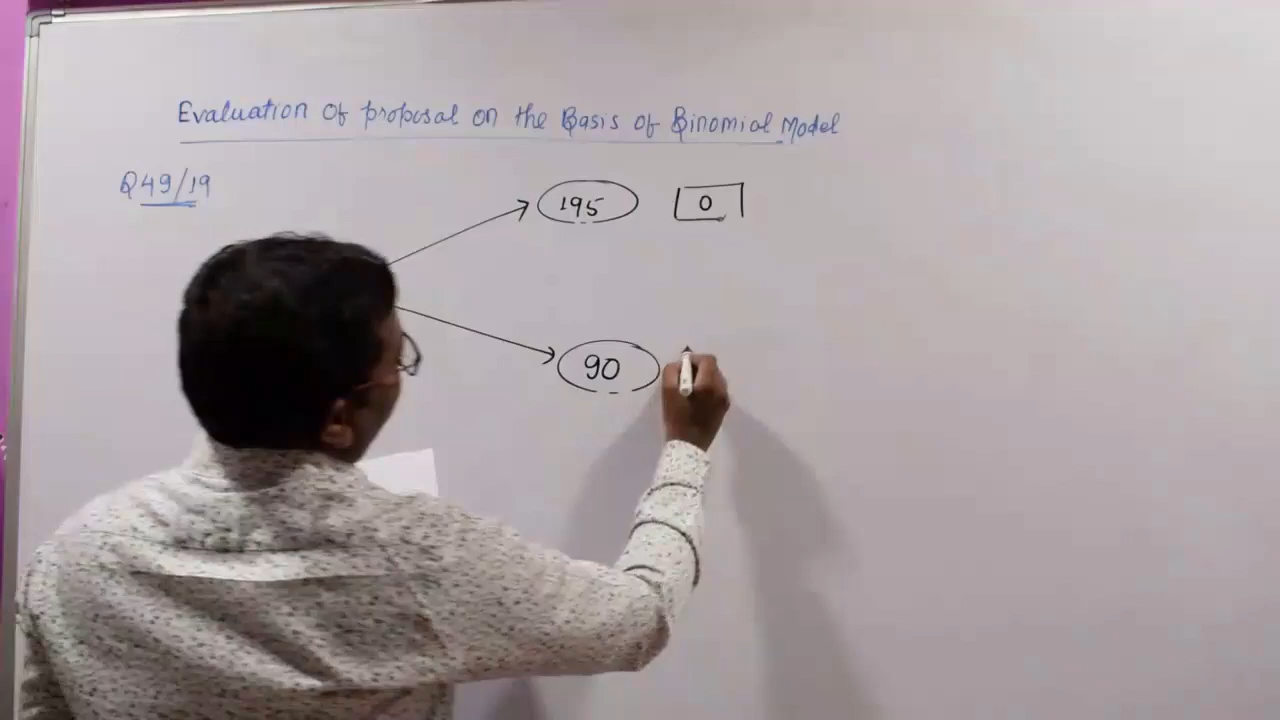 Evaluation of proposal on the Basis of Binomial Model
Q49/19
195 0
90